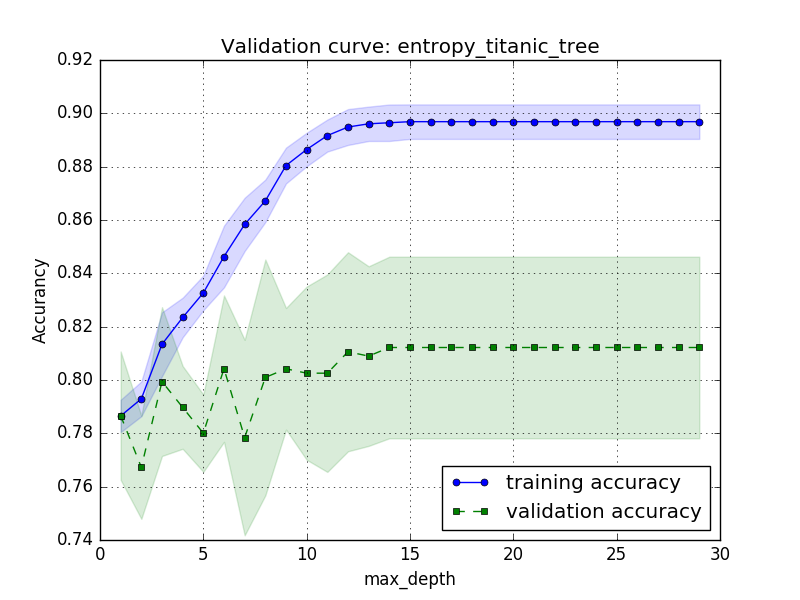 Validation curve: entropy_titanic_tree
0.92
0.90
0.88
0.86
0.84
0.82
0.80
0.78
0.76
0.74
Accurancy
training accuracy
validation accuracy
0 5 10 15 20 25 30
max_depth